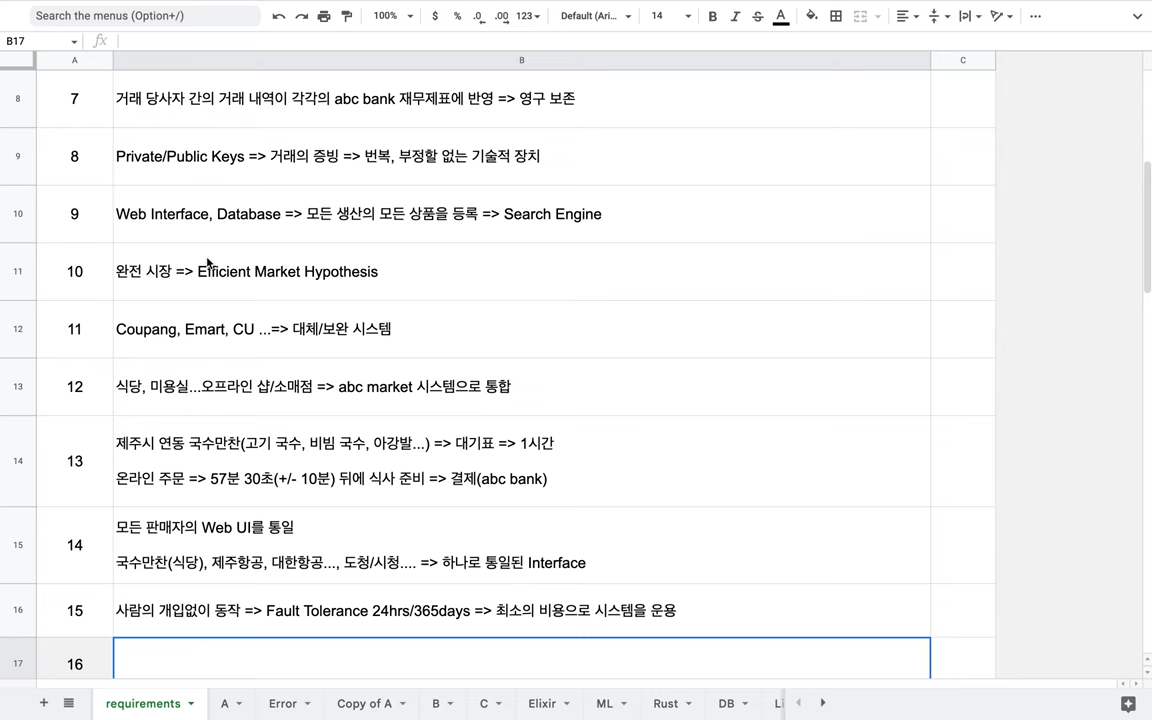 Search the menus (Option+/)
100%
$
%
.0
.00
123
Default (Ari...
14
B
I
S
A
B17
fx
A
B
C
8
7
거래 당사자 간의 거래 내역이 각각의 abc bank 재무제표에 반영 => 영구 보존
9
8
Private/Public Keys => 거래의 증빙 => 번복, 부정할 없는 기술적 장치
10
9
Web Interface, Database => 모든 생산의 모든 상품을 등록 => Search Engine
11
10
완전 시장 => Efficient Market Hypothesis
12
11
Coupang, Emart, CU ...=> 대체/보완 시스템
13
12
식당, 미용실...오프라인 샵/소매점 => abc market 시스템으로 통합
14
13
제주시 연동 국수만찬(고기 국수, 비빔 국수, 아강발...) => 대기표 => 1시간
온라인 주문 => 57분 30초(+/- 10분) 뒤에 식사 준비 => 결제(abc bank)
15
14
모든 판매자의 Web UI를 통일
국수만찬(식당), 제주항공, 대한항공..., 도청/시청.... => 하나로 통일된 Interface
16
15
사람의 개입없이 동작 => Fault Tolerance 24hrs/365days => 최소의 비용으로 시스템을 운용
17
16
requirements
A
Error
Copy of A
B
C
Elixir
ML
Rust
DB